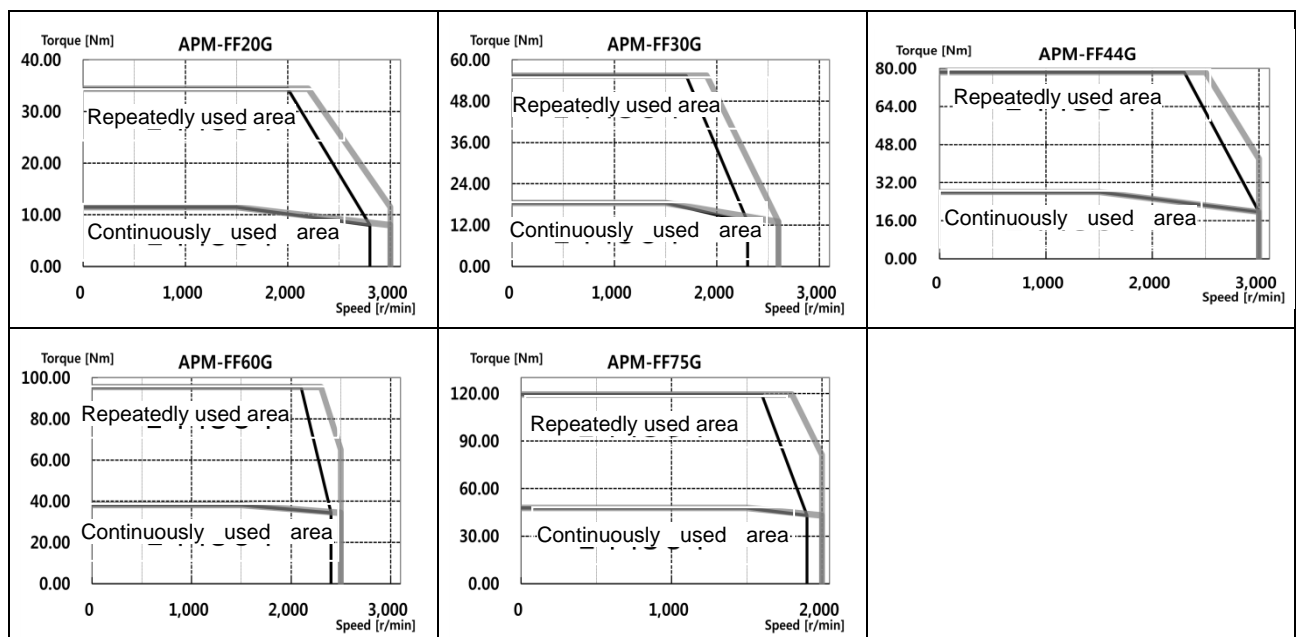 Torque [Nm] APM-FF20G
40.00
30.00
20.00
10.00
0.00
Repeatedly used area
Continuously used area
0 1,000 2,000 3,000
Speed [r/min]
Torque [Nm] APM-FF30G
60.00
48.00
36.00
24.00
12.00
0.00
Repeatedly used area
Continuously used area
0 1,000 2,000 3,000
Speed [r/min]
Torque [Nm] APM-FF44G
80.00
64.00
48.00
32.00
16.00
0.00
Repeatedly used area
Continuously used area
0 1,000 2,000 3,000
Speed [r/min]
Torque [Nm] APM-FF60G
100.00
80.00
60.00
40.00
20.00
0.00
Repeatedly used area
Continuously used area
0 1,000 2,000 3,000
Speed [r/min]
Torque [Nm] APM-FF75G
120.00
90.00
60.00
30.00
0.00
Repeatedly used area
Continuously used area
0 1,000 2,000
Speed [r/min]